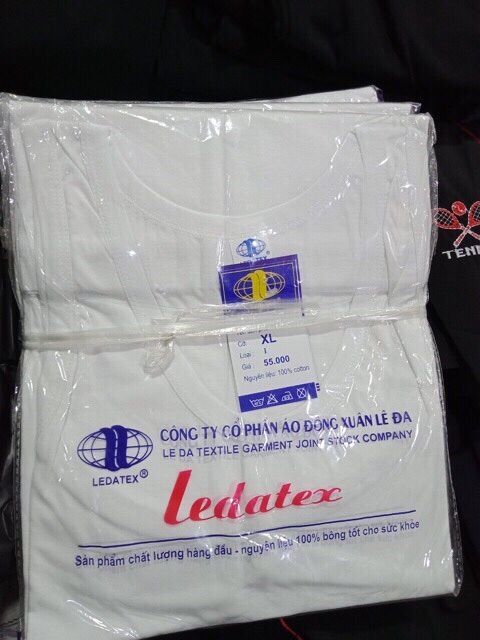 TENN
Cỡ: XL
Loại: I
Giá: 55.000
Nguyên liệu: 100% cotton
LEDATEX®
CÔNG TY CỔ PHẦN ÁO ĐÔNG XUÂN LÊ ĐA
LE DA TEXTILE GARMENT JOINT STOCK COMPANY
Ledatex
Sản phẩm chất lượng hàng đầu - nguyên liệu 100% bông tốt cho sức khỏe